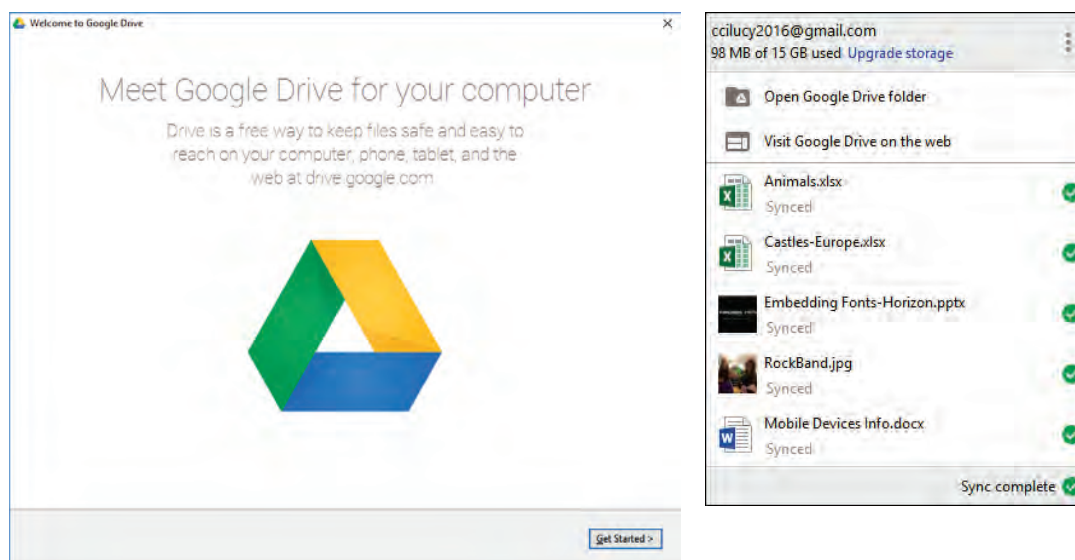 Welcome to Google Drive
Meet Google Drive for your computer
Drive is a free way to keep files safe and easy to
reach on your computer, phone, tablet, and the
web at drive.google.com
Get Started >
ccilucy2016@gmail.com
98 MB of 15 GB used Upgrade storage
Open Google Drive folder
Visit Google Drive on the web
Animals.xlsx
Synced
Castles-Europe.xlsx
Synced
Embedding Fonts-Horizon.pptx
Synced
RockBand.jpg
Synced
Mobile Devices Info.docx
Synced
Sync complete